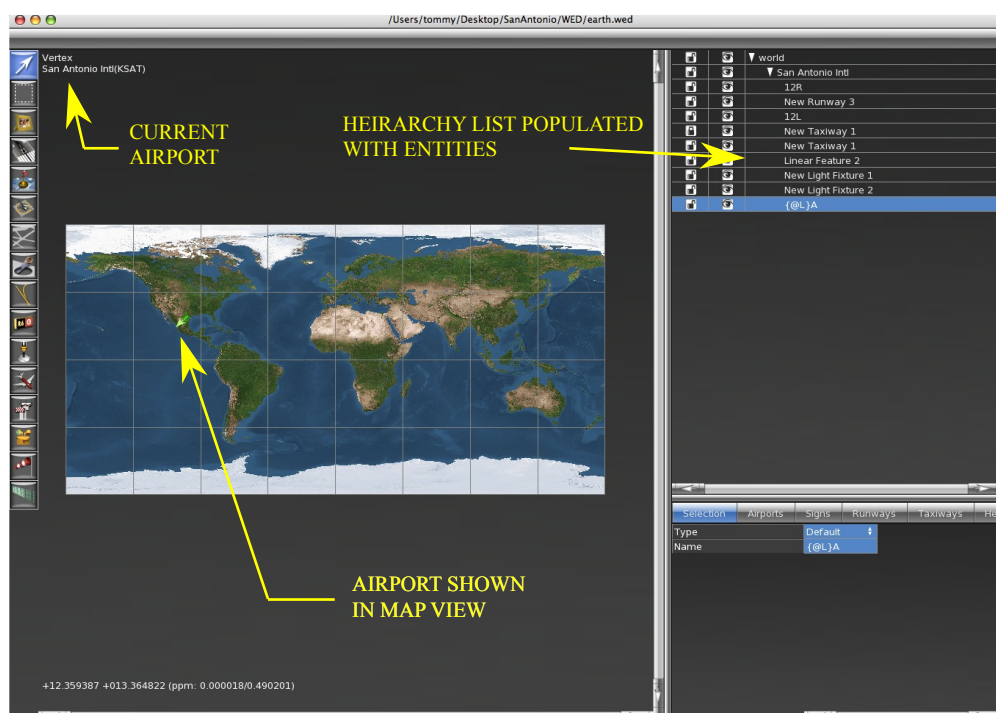 /Users/tommy/Desktop/SanAntonio/WED/earth.wed
Vertex
San Antonio Intl(KSAT)
CURRENT
AIRPORT
HEIRARCHY LIST POPULATED
WITH ENTITIES
world
San Antonio Intl
12R
New Runway 3
12L
New Taxiway 1
New Taxiway 1
Linear Feature 2
New Light Fixture 1
New Light Fixture 2
{@L}A
AIRPORT SHOWN
IN MAP VIEW
+12.359387 +013.364822 (ppm: 0.000018/0.490201)
Selection Airports Signs Runways Taxiways He
Type Default
Name {@L}A